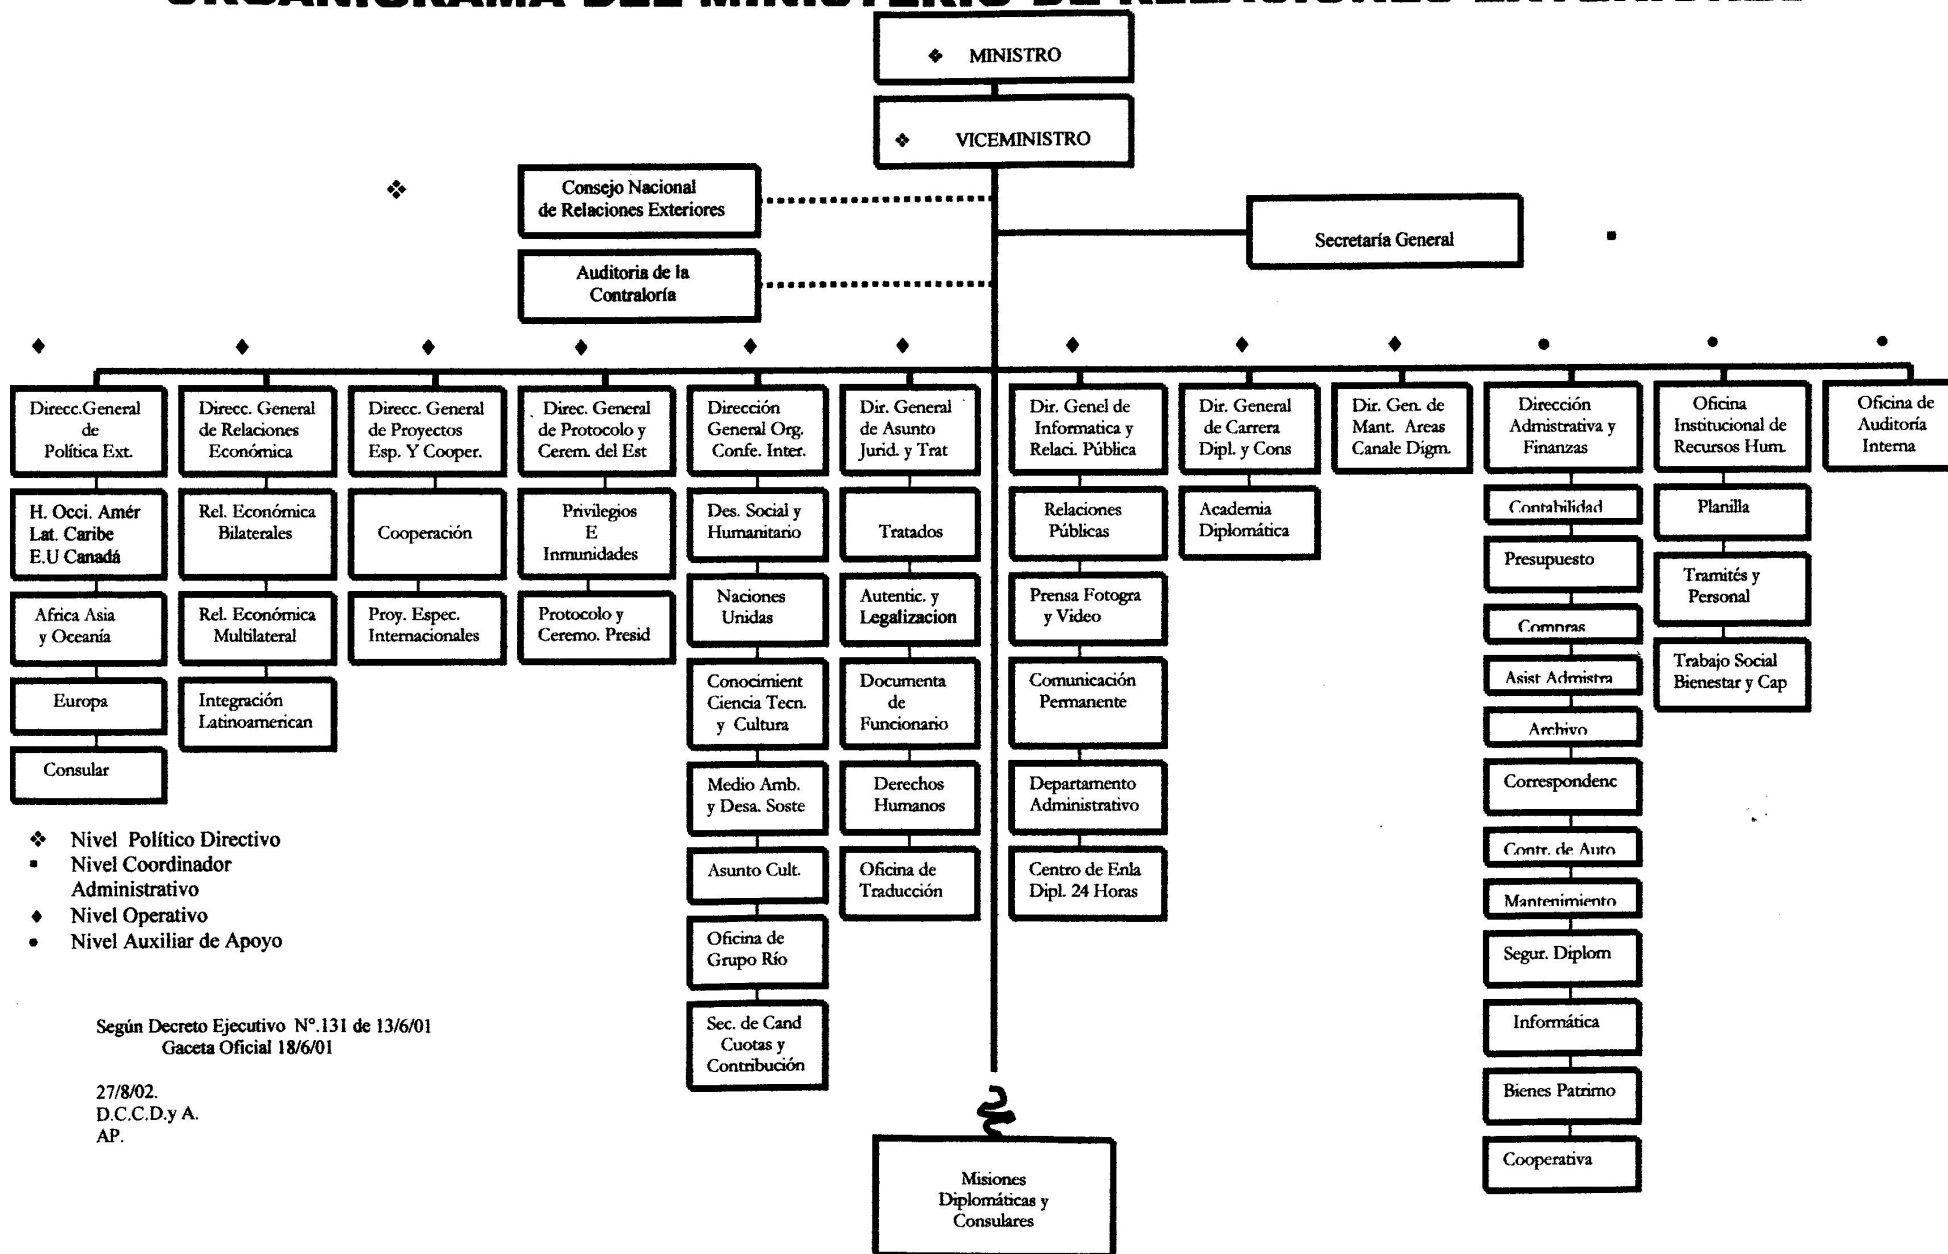 ORGANIGRAMA DEL MINISTERIO DE RELACIONES EXTERIORES
❖ MINISTRO
❖ VICEMINISTRO
❖
Consejo Nacional
de Relaciones Exteriores
Secretaría General ▪
Auditoria de la
Contraloría
♦ ♦ ♦ ♦ ♦ ♦ ♦ ♦ ♦ • • •
Direcc.General
de
Política Ext.
H. Occi. Amér
Lat. Caribe
E.U Canadá
Africa Asia
y Oceanía
Europa
Consular
Direcc. General
de Relaciones
Económica
Rel. Económica
Bilaterales
Rel. Económica
Multilateral
Integración
Latinoamerican
Direcc. General
de Proyectos
Esp. Y Cooper.
Cooperación
Proy. Espec.
Internacionales
Direc. General
de Protocolo y
Cerem. del Est
Privilegios
E
Inmunidades
Protocolo y
Ceremo. Presid
Dirección
General Org.
Confe. Inter.
Des. Social y
Humanitario
Naciones
Unidas
Conocimient
Ciencia Tecn.
y Cultura
Medio Amb.
y Desa. Soste
Asunto Cult.
Oficina de
Grupo Río
Sec. de Cand
Cuotas y
Contribución
Dir. General
de Asunto
Jurid. y Trat
Tratados
Autentic. y
Legalizacion
Documenta
de
Funcionario
Derechos
Humanos
Oficina de
Traducción
Dir. Genel de
Informatica y
Relaci. Pública
Relaciones
Públicas
Prensa Fotogra
y Video
Comunicación
Permanente
Departamento
Administrativo
Centro de Enla
Dipl. 24 Horas
Dir. General
de Carrera
Dipl. y Cons
Academia
Diplomática
Dir. Gen. de
Mant. Areas
Canale Digm.
Dirección
Admistrativa y
Finanzas
Contabilidad
Presupuesto
Compras
Asist Admistra
Archivo
Correspondenc
Contr. de Auto
Mantenimiento
Segur. Diplom
Informática
Bienes Patrimo
Cooperativa
Oficina
Institucional de
Recursos Hum.
Planilla
Tramités y
Personal
Trabajo Social
Bienestar y Cap
Oficina de
Auditoría
Interna
❖ Nivel Político Directivo
▪ Nivel Coordinador
Administrativo
♦ Nivel Operativo
• Nivel Auxiliar de Apoyo
Según Decreto Ejecutivo Nº.131 de 13/6/01
Gaceta Oficial 18/6/01
27/8/02.
D.C.C.D.y A.
AP.
Misiones
Diplomáticas y
Consulares